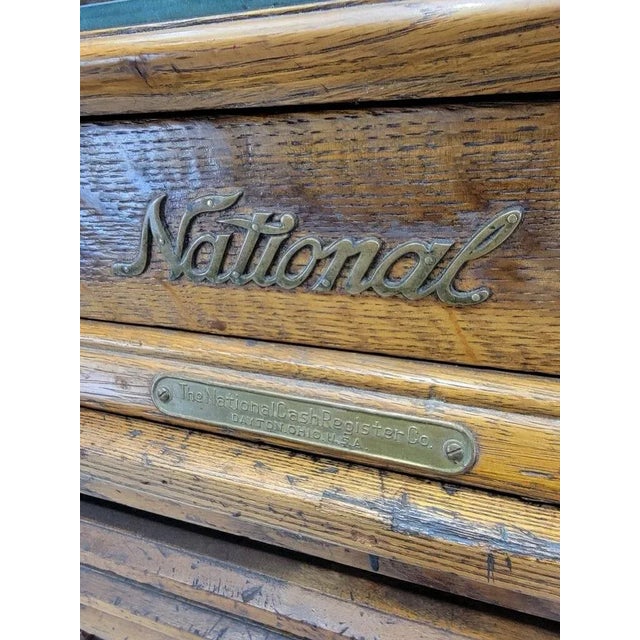 National
The National Cash Register Co.
DAYTON, OHIO, U.S.A.